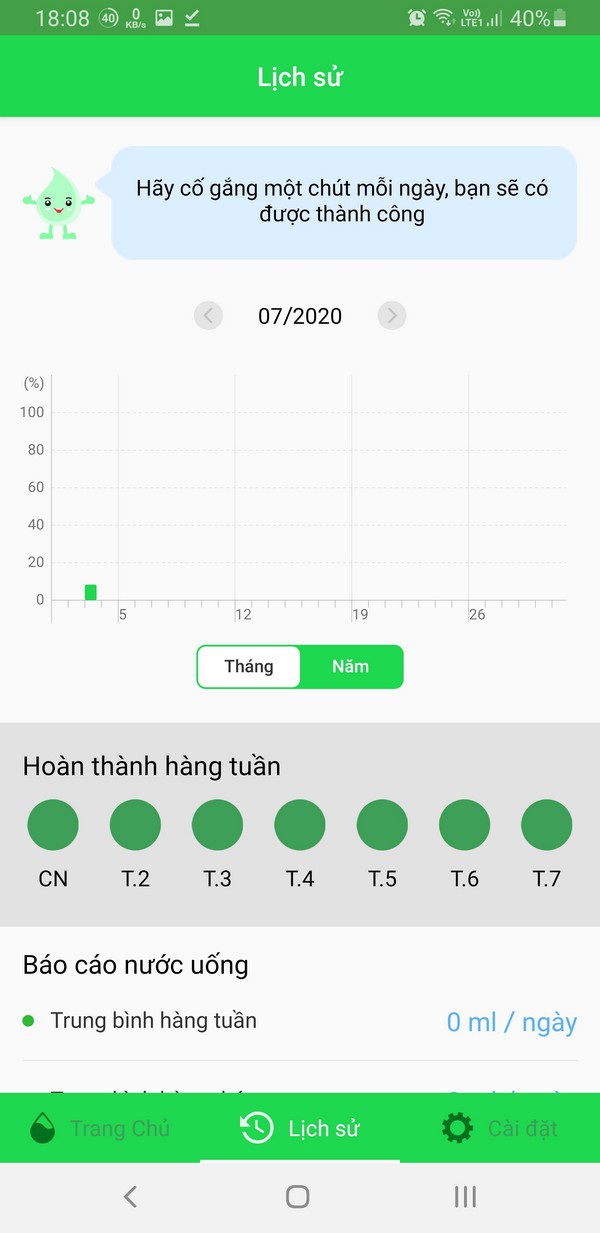 18:08 40 0 KB/s Vo)) LTE1 40%
Lịch sử
Hãy cố gắng một chút mỗi ngày, bạn sẽ có
được thành công
07/2020
(%)
100
80
60
40
20
0
5 12 19 26
Tháng Năm
Hoàn thành hàng tuần
CN T.2 T.3 T.4 T.5 T.6 T.7
Báo cáo nước uống
Trung bình hàng tuần 0 ml / ngày
Trang Chủ Lịch sử Cài đặt